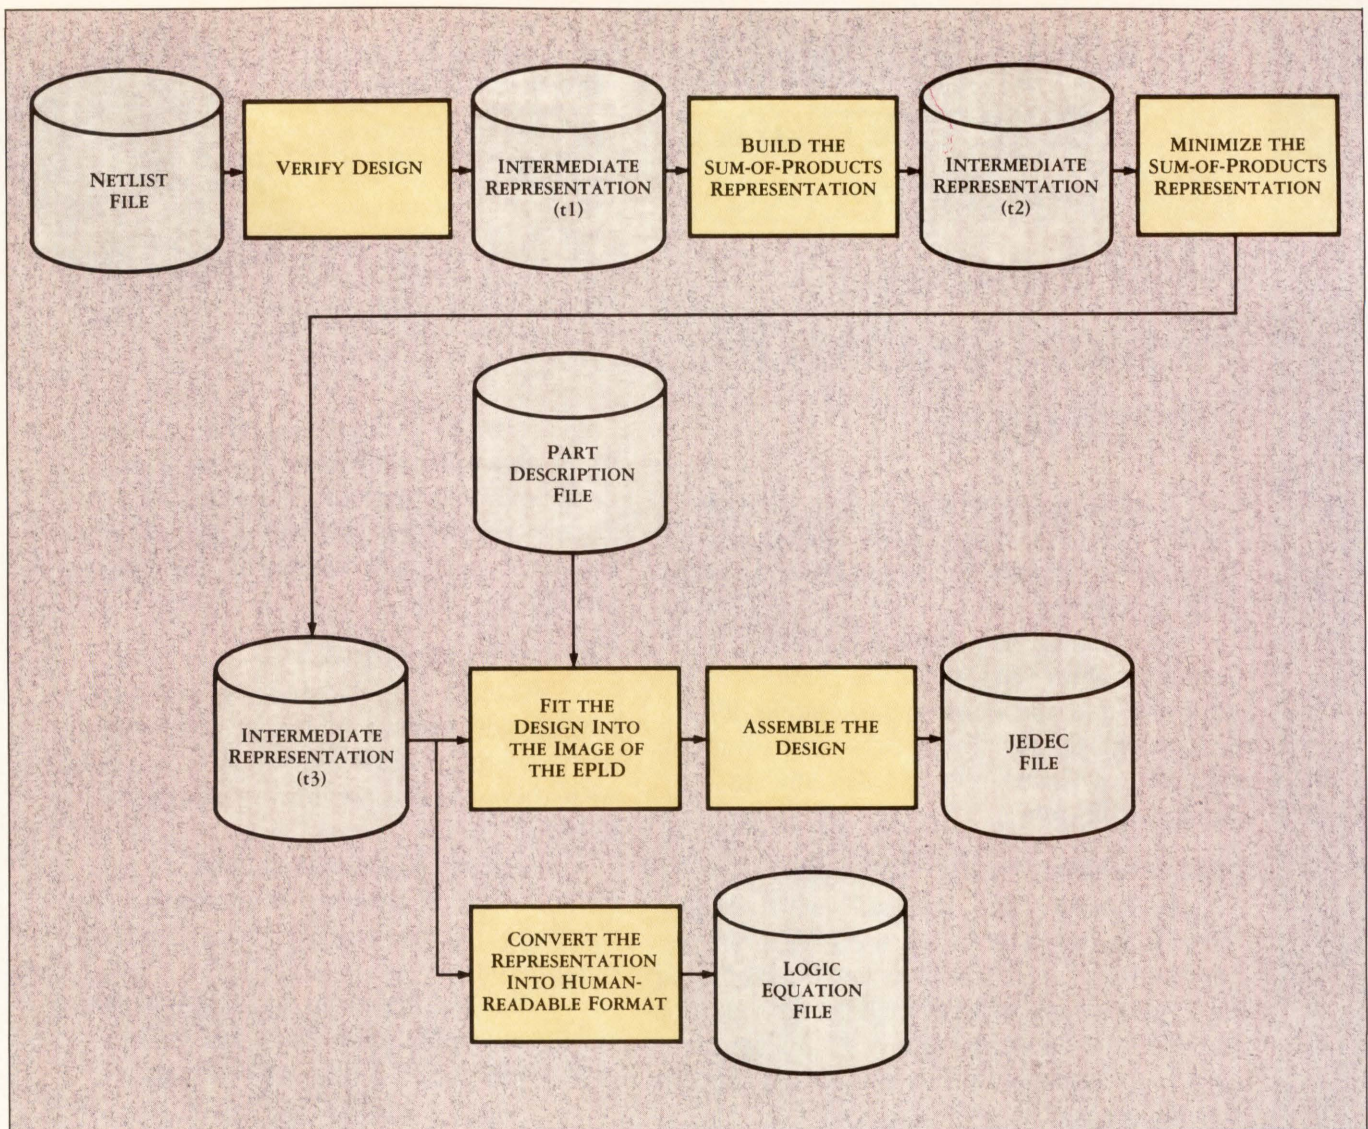 NETLIST
FILE
VERIFY DESIGN
INTERMEDIATE
REPRESENTATION
(t1)
BUILD THE
SUM-OF-PRODUCTS
REPRESENTATION
INTERMEDIATE
REPRESENTATION
(t2)
MINIMIZE THE
SUM-OF-PRODUCTS
REPRESENTATION
PART
DESCRIPTION
FILE
INTERMEDIATE
REPRESENTATION
(t3)
FIT THE
DESIGN INTO
THE IMAGE OF
THE EPLD
ASSEMBLE THE
DESIGN
JEDEC
FILE
CONVERT THE
REPRESENTATION
INTO HUMAN-
READABLE FORMAT
LOGIC
EQUATION
FILE